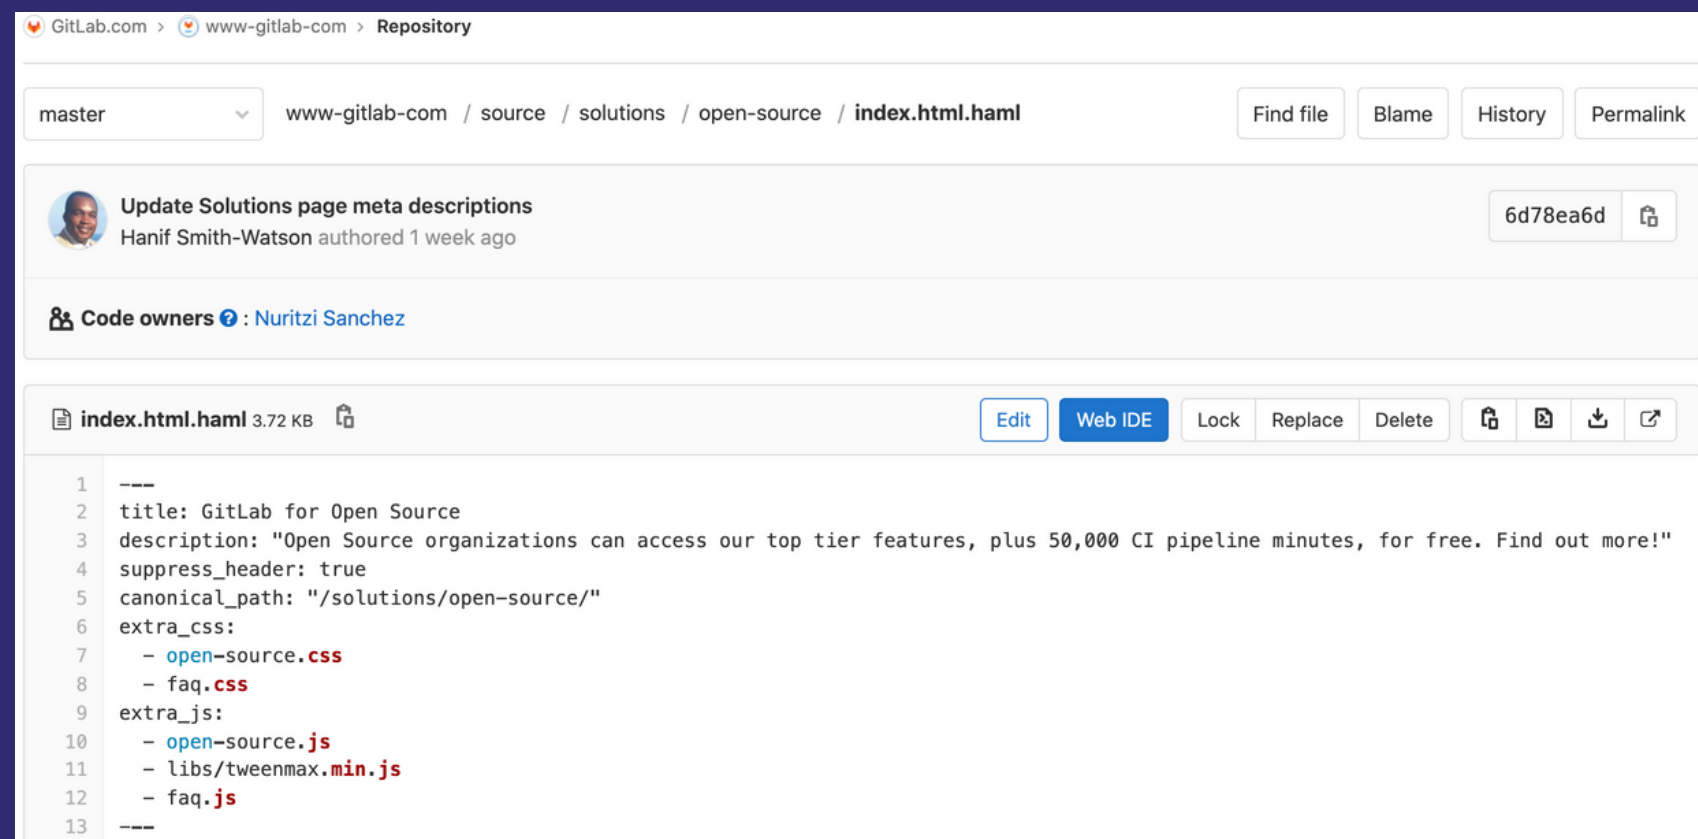 GitLab.com > www-gitlab-com > Repository
master www-gitlab-com / source / solutions / open-source / index.html.haml Find file Blame History Permalink
Update Solutions page meta descriptions
Hanif Smith-Watson authored 1 week ago
6d78ea6d
Code owners ? : Nuritzi Sanchez
index.html.haml 3.72 KB Edit Web IDE Lock Replace Delete
1 ---
2 title: GitLab for Open Source
3 description: "Open Source organizations can access our top tier features, plus 50,000 CI pipeline minutes, for free. Find out more!"
4 suppress_header: true
5 canonical_path: "/solutions/open-source/"
6 extra_css:
7   - open-source.css
8   - faq.css
9 extra_js:
10   - open-source.js
11   - libs/tweenmax.min.js
12   - faq.js
13 ---